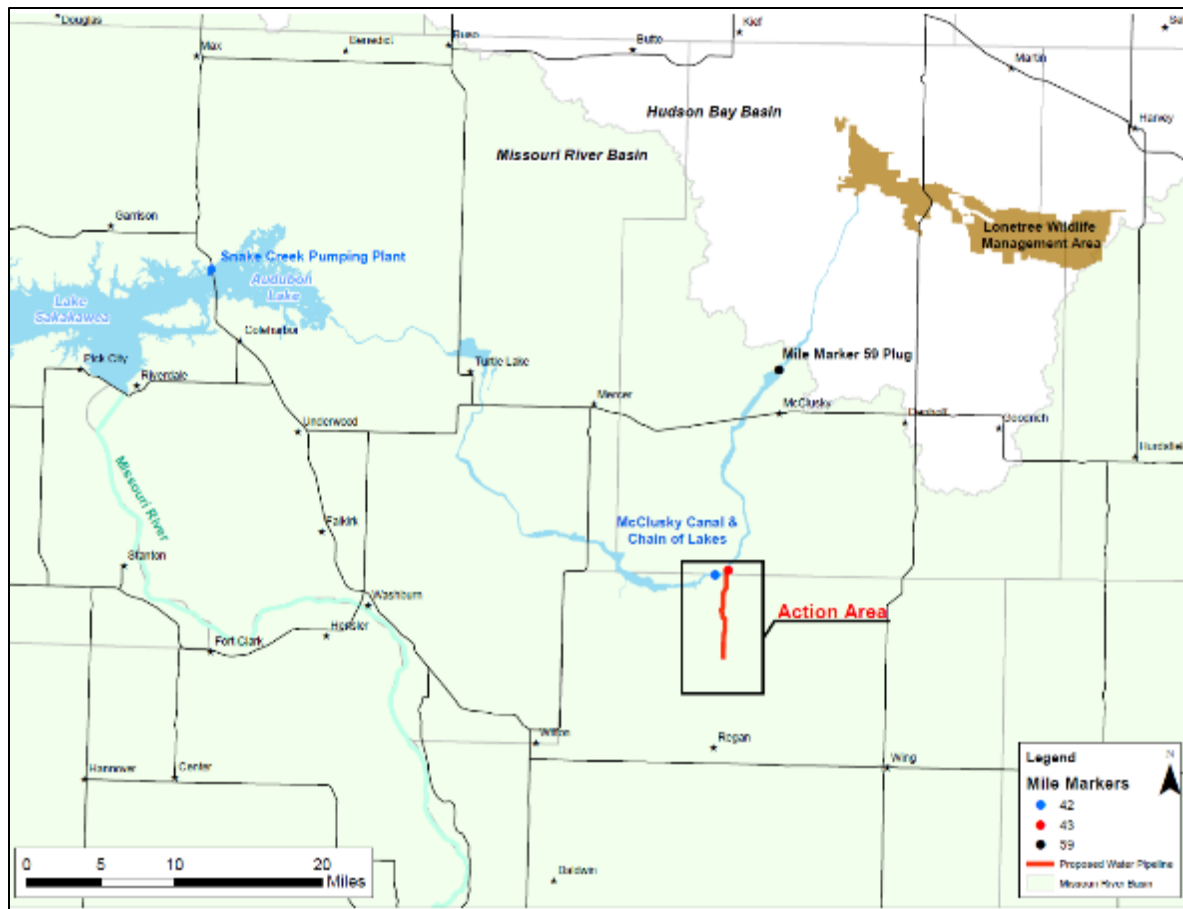 Douglas
Max
Benedict
Ruso
Butte
Kief
Martin
Harvey
Hudson Bay Basin
Missouri River Basin
Garrison
Snake Creek Pumping Plant
Audubon
Lake
Lake
Sakakawea
Lonetree Wildlife
Management Area
Coleharbor
Pick City
Riverdale
Turtle Lake
Mile Marker 59 Plug
Mercer
McClusky
Denhoff
Goodrich
Hurdsfiel
Underwood
Missouri River
Falkirk
McClusky Canal &
Chain of Lakes
Stanton
Washburn
Action Area
Hensler
Fort Clark
Wilton
Regan
Wing
Hannover
Center
Baldwin
Legend
N
Mile Markers
42
43
59
Proposed Water Pipeline
Missouri River Basin
0 5 10 20
Miles